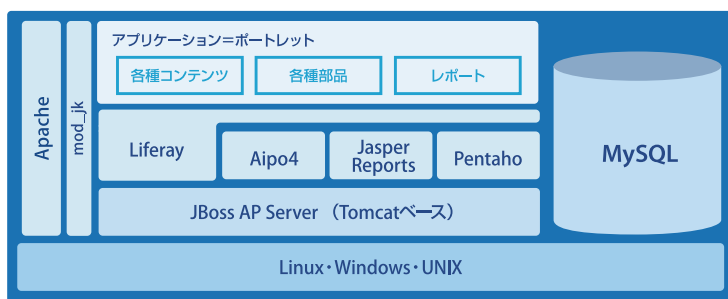 Apache
mod_jk
アプリケーション=ポートレット
各種コンテンツ
各種部品
レポート
Liferay
Aipo4
Jasper
Reports
Pentaho
JBoss AP Server （Tomcatベース）
MySQL
Linux・Windows・UNIX